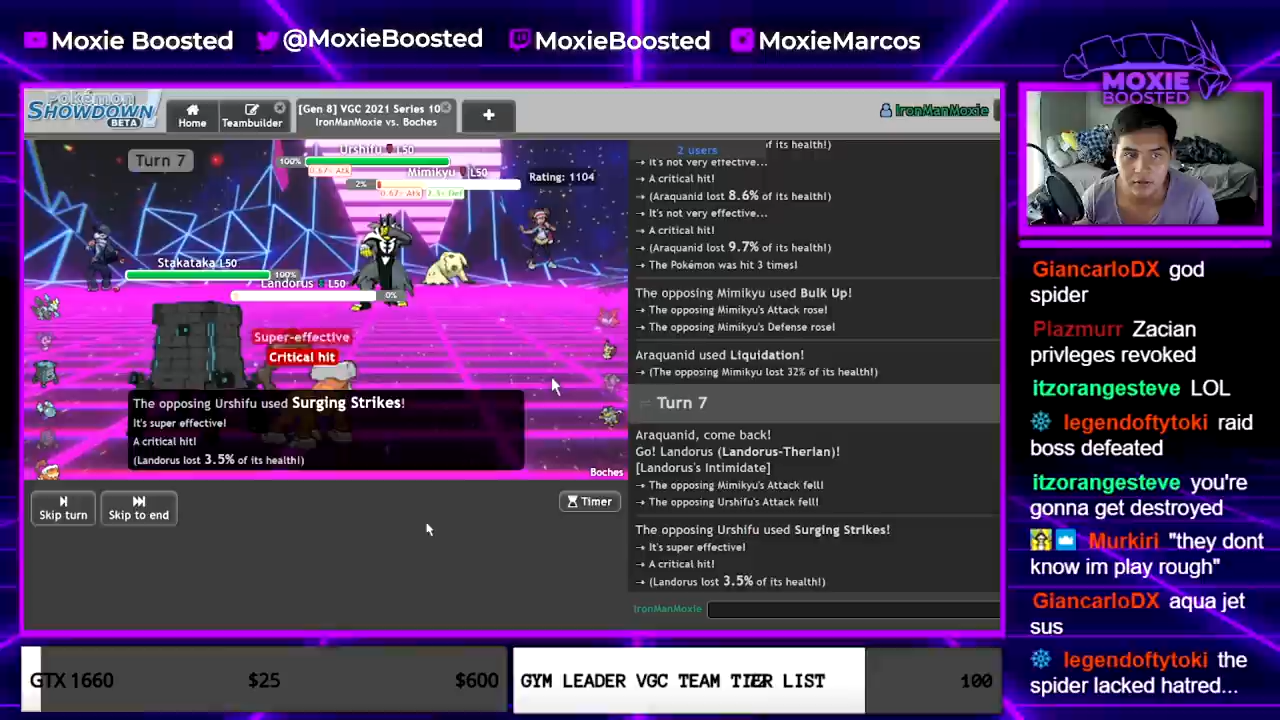 Moxie Boosted
@MoxieBoosted
MoxieBoosted
MoxieMarcos
MOXIE
BOOSTED
pokémon
SHOWDOWN
BETA
Home
Teambuilder
[Gen 8] VGC 2021 Series 10
IronManMoxie vs. Boches
+
IronManMoxie
Turn 7
Urshifu L50
100%
0.67× Atk
Mimikyu L50
2%
0.67× Atk
Rating: 1104
Stakataka L50
100%
Landorus L50
0%
Super-effective
Critical hit
The opposing Urshifu used Surging Strikes!
It's super effective!
A critical hit!
(Landorus lost 3.5% of its health!)
Boches
2 users
of its health!)
→ It's not very effective...
→ A critical hit!
→ (Araquanid lost 8.6% of its health!)
→ It's not very effective...
→ A critical hit!
→ (Araquanid lost 9.7% of its health!)
→ The Pokémon was hit 3 times!
The opposing Mimikyu used Bulk Up!
→ The opposing Mimikyu's Attack rose!
→ The opposing Mimikyu's Defense rose!
Araquanid used Liquidation!
→ (The opposing Mimikyu lost 32% of its health!)
Turn 7
Araquanid, come back!
Go! Landorus (Landorus-Therian)!
[Landorus's Intimidate]
→ The opposing Mimikyu's Attack fell!
→ The opposing Urshifu's Attack fell!
The opposing Urshifu used Surging Strikes!
→ It's super effective!
→ A critical hit!
→ (Landorus lost 3.5% of its health!)
IronManMoxie
Skip turn
Skip to end
Timer
GiancarloDX god
spider
Plazmurr Zacian
privleges revoked
itzorangesteve LOL
legendoftytoki raid
boss defeated
itzorangesteve you're
gonna get destroyed
Murkiri "they dont
know im play rough"
GiancarloDX aqua jet
sus
legendoftytoki the
spider lacked hatred...
GTX 1660
$25
$600
GYM LEADER VGC TEAM TIER LIST
100